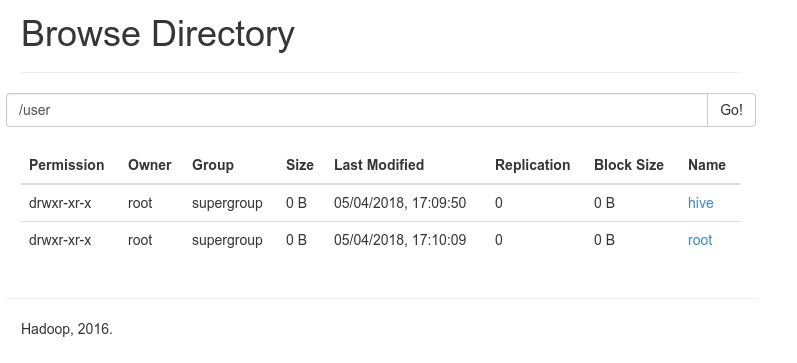 Browse Directory
/user Go!
Permission Owner Group Size Last Modified Replication Block Size Name
drwxr-xr-x root supergroup 0 B 05/04/2018, 17:09:50 0 0 B hive
drwxr-xr-x root supergroup 0 B 05/04/2018, 17:10:09 0 0 B root
Hadoop, 2016.